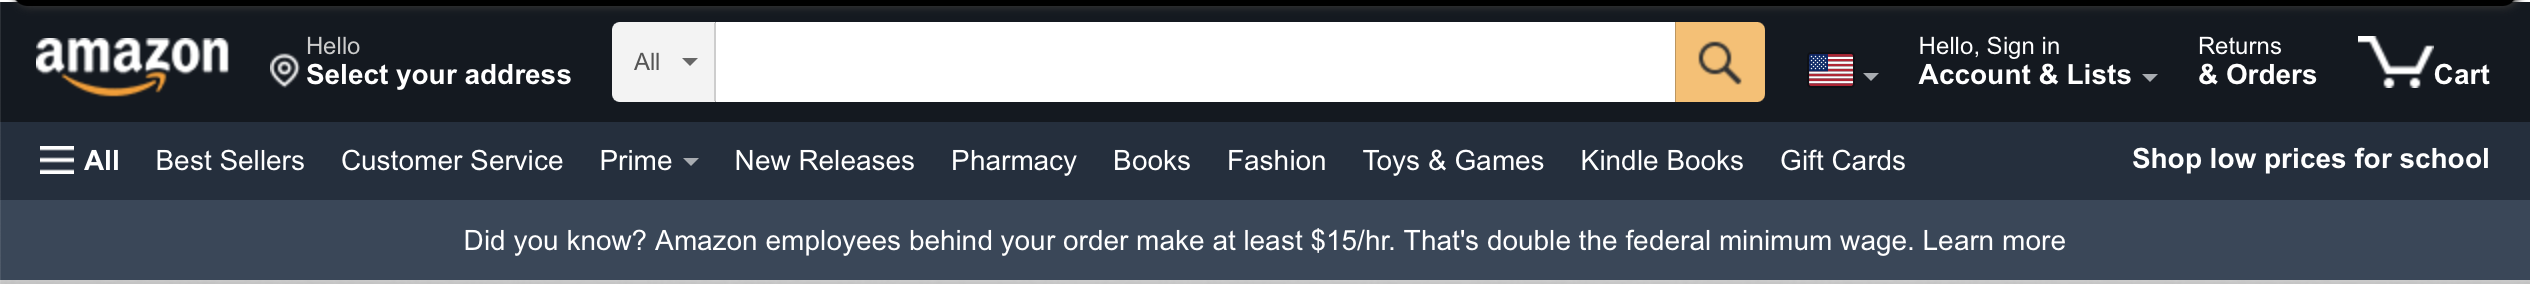 amazon
Hello
Select your address
All
Hello, Sign in
Account & Lists
Returns
& Orders
Cart
All Best Sellers Customer Service Prime New Releases Pharmacy Books Fashion Toys & Games Kindle Books Gift Cards Shop low prices for school
Did you know? Amazon employees behind your order make at least $15/hr. That's double the federal minimum wage. Learn more